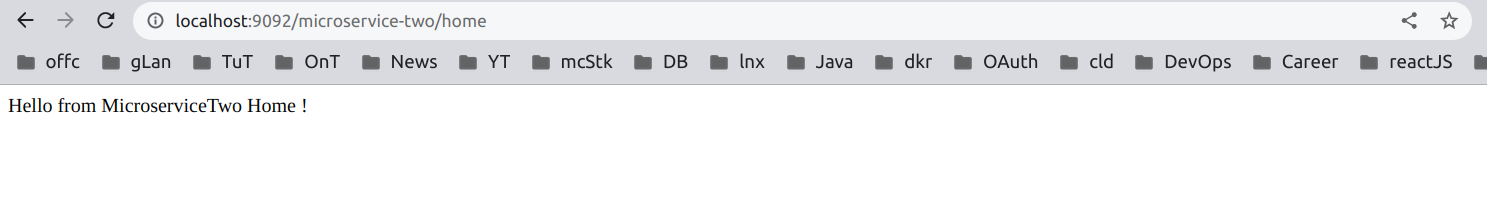 localhost:9092/microservice-two/home
offc gLan TuT OnT News YT mcStk DB lnx Java dkr OAuth cld DevOps Career reactJS
Hello from MicroserviceTwo Home !